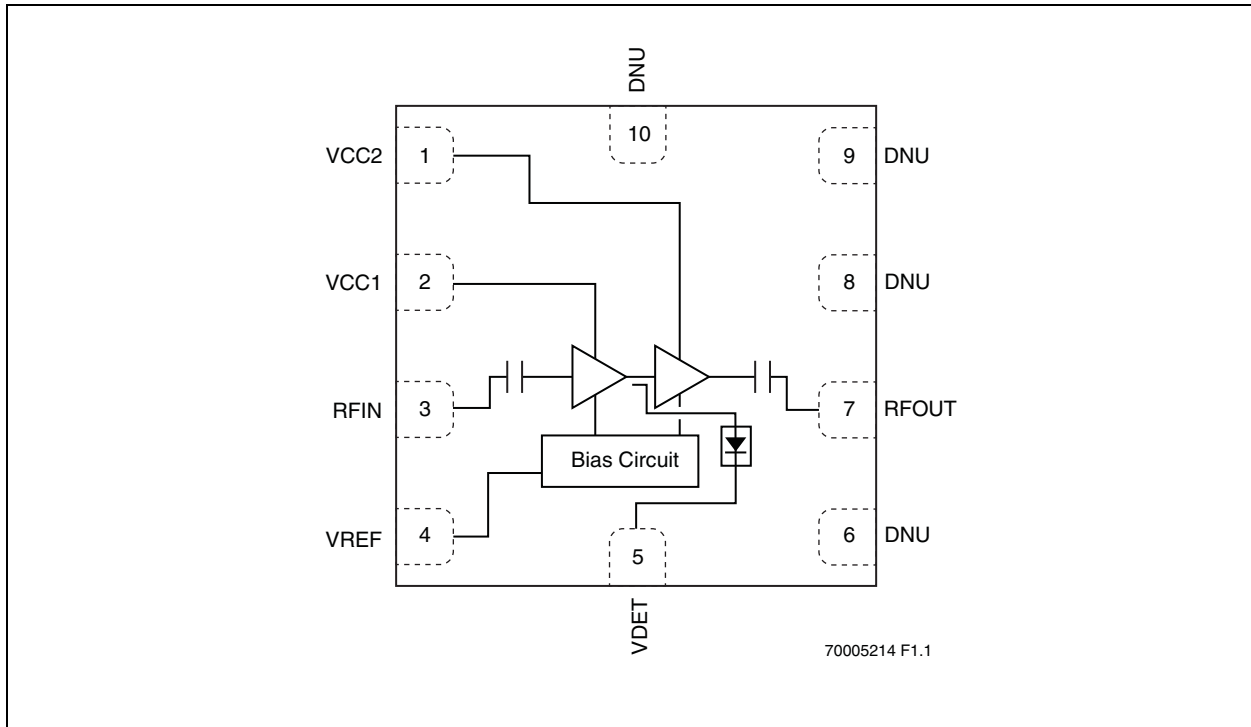 DNU
10
VCC2
1
9
DNU
VCC1
2
8
DNU
RFIN
3
7
RFOUT
Bias Circuit
VREF
4
5
6
DNU
VDET
70005214 F1.1